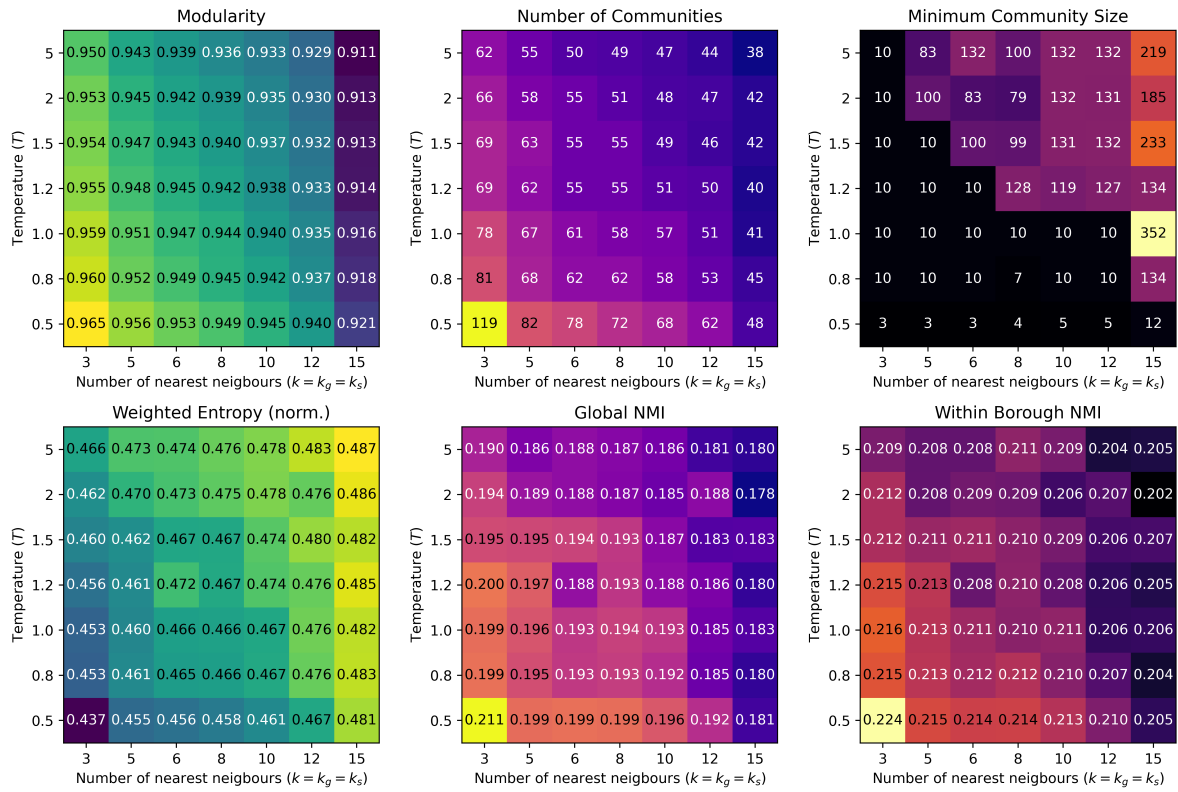 Modularity
Temperature (T)
5 0.950 0.943 0.939 0.936 0.933 0.929 0.911
2 0.953 0.945 0.942 0.939 0.935 0.930 0.913
1.5 0.954 0.947 0.943 0.940 0.937 0.932 0.913
1.2 0.955 0.948 0.945 0.942 0.938 0.933 0.914
1.0 0.959 0.951 0.947 0.944 0.940 0.935 0.916
0.8 0.960 0.952 0.949 0.945 0.942 0.937 0.918
0.5 0.965 0.956 0.953 0.949 0.945 0.940 0.921
3 5 6 8 10 12 15
Number of nearest neigbours (k = k_g = k_s)
Number of Communities
Temperature (T)
5 62 55 50 49 47 44 38
2 66 58 55 51 48 47 42
1.5 69 63 55 55 49 46 42
1.2 69 62 55 55 51 50 40
1.0 78 67 61 58 57 51 41
0.8 81 68 62 62 58 53 45
0.5 119 82 78 72 68 62 48
3 5 6 8 10 12 15
Number of nearest neigbours (k = k_g = k_s)
Minimum Community Size
Temperature (T)
5 10 83 132 100 132 132 219
2 10 100 83 79 132 131 185
1.5 10 10 100 99 131 132 233
1.2 10 10 10 128 119 127 134
1.0 10 10 10 10 10 10 352
0.8 10 10 10 7 10 10 134
0.5 3 3 3 4 5 5 12
3 5 6 8 10 12 15
Number of nearest neigbours (k = k_g = k_s)
Weighted Entropy (norm.)
Temperature (T)
5 0.466 0.473 0.474 0.476 0.478 0.483 0.487
2 0.462 0.470 0.473 0.475 0.478 0.476 0.486
1.5 0.460 0.462 0.467 0.467 0.474 0.480 0.482
1.2 0.456 0.461 0.472 0.467 0.474 0.476 0.485
1.0 0.453 0.460 0.466 0.466 0.467 0.476 0.482
0.8 0.453 0.461 0.465 0.466 0.467 0.476 0.483
0.5 0.437 0.455 0.456 0.458 0.461 0.467 0.481
3 5 6 8 10 12 15
Number of nearest neigbours (k = k_g = k_s)
Global NMI
Temperature (T)
5 0.190 0.186 0.188 0.187 0.186 0.181 0.180
2 0.194 0.189 0.188 0.187 0.185 0.188 0.178
1.5 0.195 0.195 0.194 0.193 0.187 0.183 0.183
1.2 0.200 0.197 0.188 0.193 0.188 0.186 0.180
1.0 0.199 0.196 0.193 0.194 0.193 0.185 0.183
0.8 0.199 0.195 0.193 0.193 0.192 0.185 0.180
0.5 0.211 0.199 0.199 0.199 0.196 0.192 0.181
3 5 6 8 10 12 15
Number of nearest neigbours (k = k_g = k_s)
Within Borough NMI
Temperature (T)
5 0.209 0.208 0.208 0.211 0.209 0.204 0.205
2 0.212 0.208 0.209 0.209 0.206 0.207 0.202
1.5 0.212 0.211 0.211 0.210 0.209 0.206 0.207
1.2 0.215 0.213 0.208 0.210 0.208 0.206 0.205
1.0 0.216 0.213 0.211 0.210 0.211 0.206 0.206
0.8 0.215 0.213 0.212 0.212 0.210 0.207 0.204
0.5 0.224 0.215 0.214 0.214 0.213 0.210 0.205
3 5 6 8 10 12 15
Number of nearest neigbours (k = k_g = k_s)